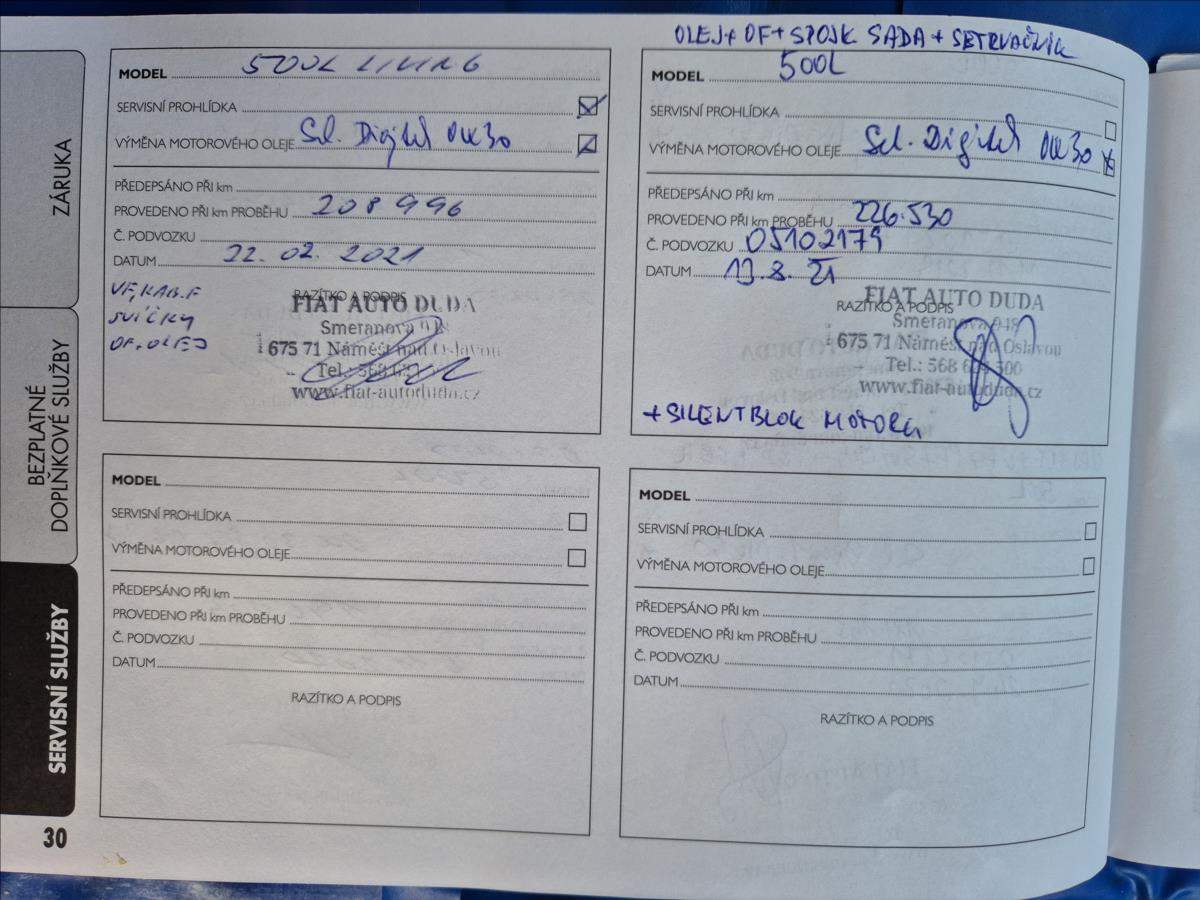 ZÁRUKA
BEZPLATNÉ
DOPLŇKOVÉ SLUŽBY
SERVISNÍ SLUŽBY
30
MODEL 500L LIVING
SERVISNÍ PROHLÍDKA
VÝMĚNA MOTOROVÉHO OLEJE Sel. Digitek 0W30
PŘEDEPSÁNO PŘI km
PROVEDENO PŘI km PROBĚHU 208 996
Č. PODVOZKU
DATUM 22. 02. 2021
VF, KAB.F
SVÍČKY
OF, OLEJ
RAZÍTKO A PODPIS
FIAT AUTO DUDA
Smetanova
675 71 Náměšť nad Oslavou
Tel.: 568
www.fiat-autoduda.cz
OLEJ + OF + SPOJK SADA + SETRVAČNÍK
MODEL 500L
SERVISNÍ PROHLÍDKA
VÝMĚNA MOTOROVÉHO OLEJE Sel. Digitek 0W30
PŘEDEPSÁNO PŘI km
PROVEDENO PŘI km PROBĚHU 226.530
Č. PODVOZKU 05102179
DATUM 13. 8. 21
FIAT AUTO DUDA
RAZÍTKO A PODPIS
Smetanova 948
675 71 Náměšť nad Oslavou
Tel.: 568 300
www.fiat-autoduda.cz
+ SILENTBLOK MOTORU
MODEL
SERVISNÍ PROHLÍDKA
VÝMĚNA MOTOROVÉHO OLEJE
PŘEDEPSÁNO PŘI km
PROVEDENO PŘI km PROBĚHU
Č. PODVOZKU
DATUM
RAZÍTKO A PODPIS
MODEL
SERVISNÍ PROHLÍDKA
VÝMĚNA MOTOROVÉHO OLEJE
PŘEDEPSÁNO PŘI km
PROVEDENO PŘI km PROBĚHU
Č. PODVOZKU
DATUM
RAZÍTKO A PODPIS